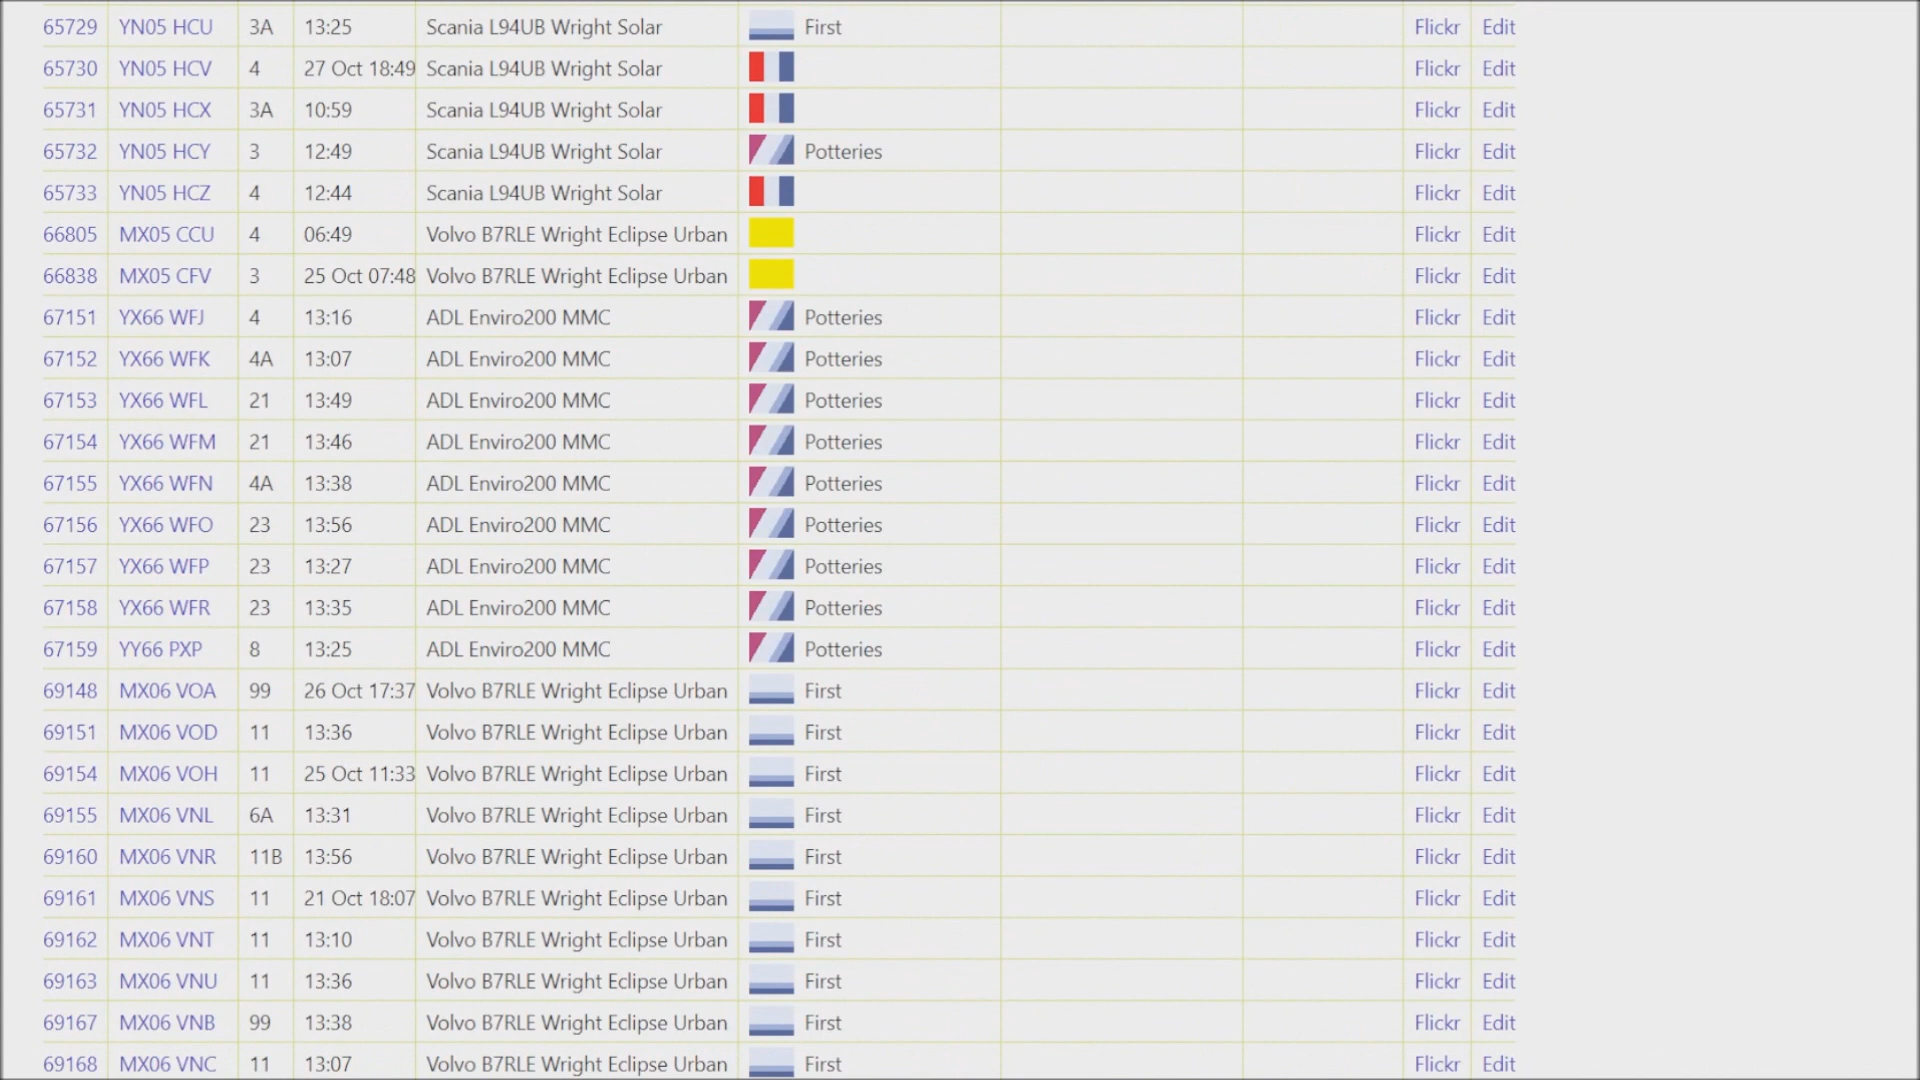 65729 YN05 HCU 3A 13:25 Scania L94UB Wright Solar First Flickr Edit
65730 YN05 HCV 4 27 Oct 18:49 Scania L94UB Wright Solar Flickr Edit
65731 YN05 HCX 3A 10:59 Scania L94UB Wright Solar Flickr Edit
65732 YN05 HCY 3 12:49 Scania L94UB Wright Solar Potteries Flickr Edit
65733 YN05 HCZ 4 12:44 Scania L94UB Wright Solar Flickr Edit
66805 MX05 CCU 4 06:49 Volvo B7RLE Wright Eclipse Urban Flickr Edit
66838 MX05 CFV 3 25 Oct 07:48 Volvo B7RLE Wright Eclipse Urban Flickr Edit
67151 YX66 WFJ 4 13:16 ADL Enviro200 MMC Potteries Flickr Edit
67152 YX66 WFK 4A 13:07 ADL Enviro200 MMC Potteries Flickr Edit
67153 YX66 WFL 21 13:49 ADL Enviro200 MMC Potteries Flickr Edit
67154 YX66 WFM 21 13:46 ADL Enviro200 MMC Potteries Flickr Edit
67155 YX66 WFN 4A 13:38 ADL Enviro200 MMC Potteries Flickr Edit
67156 YX66 WFO 23 13:56 ADL Enviro200 MMC Potteries Flickr Edit
67157 YX66 WFP 23 13:27 ADL Enviro200 MMC Potteries Flickr Edit
67158 YX66 WFR 23 13:35 ADL Enviro200 MMC Potteries Flickr Edit
67159 YY66 PXP 8 13:25 ADL Enviro200 MMC Potteries Flickr Edit
69148 MX06 VOA 99 26 Oct 17:37 Volvo B7RLE Wright Eclipse Urban First Flickr Edit
69151 MX06 VOD 11 13:36 Volvo B7RLE Wright Eclipse Urban First Flickr Edit
69154 MX06 VOH 11 25 Oct 11:33 Volvo B7RLE Wright Eclipse Urban First Flickr Edit
69155 MX06 VNL 6A 13:31 Volvo B7RLE Wright Eclipse Urban First Flickr Edit
69160 MX06 VNR 11B 13:56 Volvo B7RLE Wright Eclipse Urban First Flickr Edit
69161 MX06 VNS 11 21 Oct 18:07 Volvo B7RLE Wright Eclipse Urban First Flickr Edit
69162 MX06 VNT 11 13:10 Volvo B7RLE Wright Eclipse Urban First Flickr Edit
69163 MX06 VNU 11 13:36 Volvo B7RLE Wright Eclipse Urban First Flickr Edit
69167 MX06 VNB 99 13:38 Volvo B7RLE Wright Eclipse Urban First Flickr Edit
69168 MX06 VNC 11 13:07 Volvo B7RLE Wright Eclipse Urban First Flickr Edit